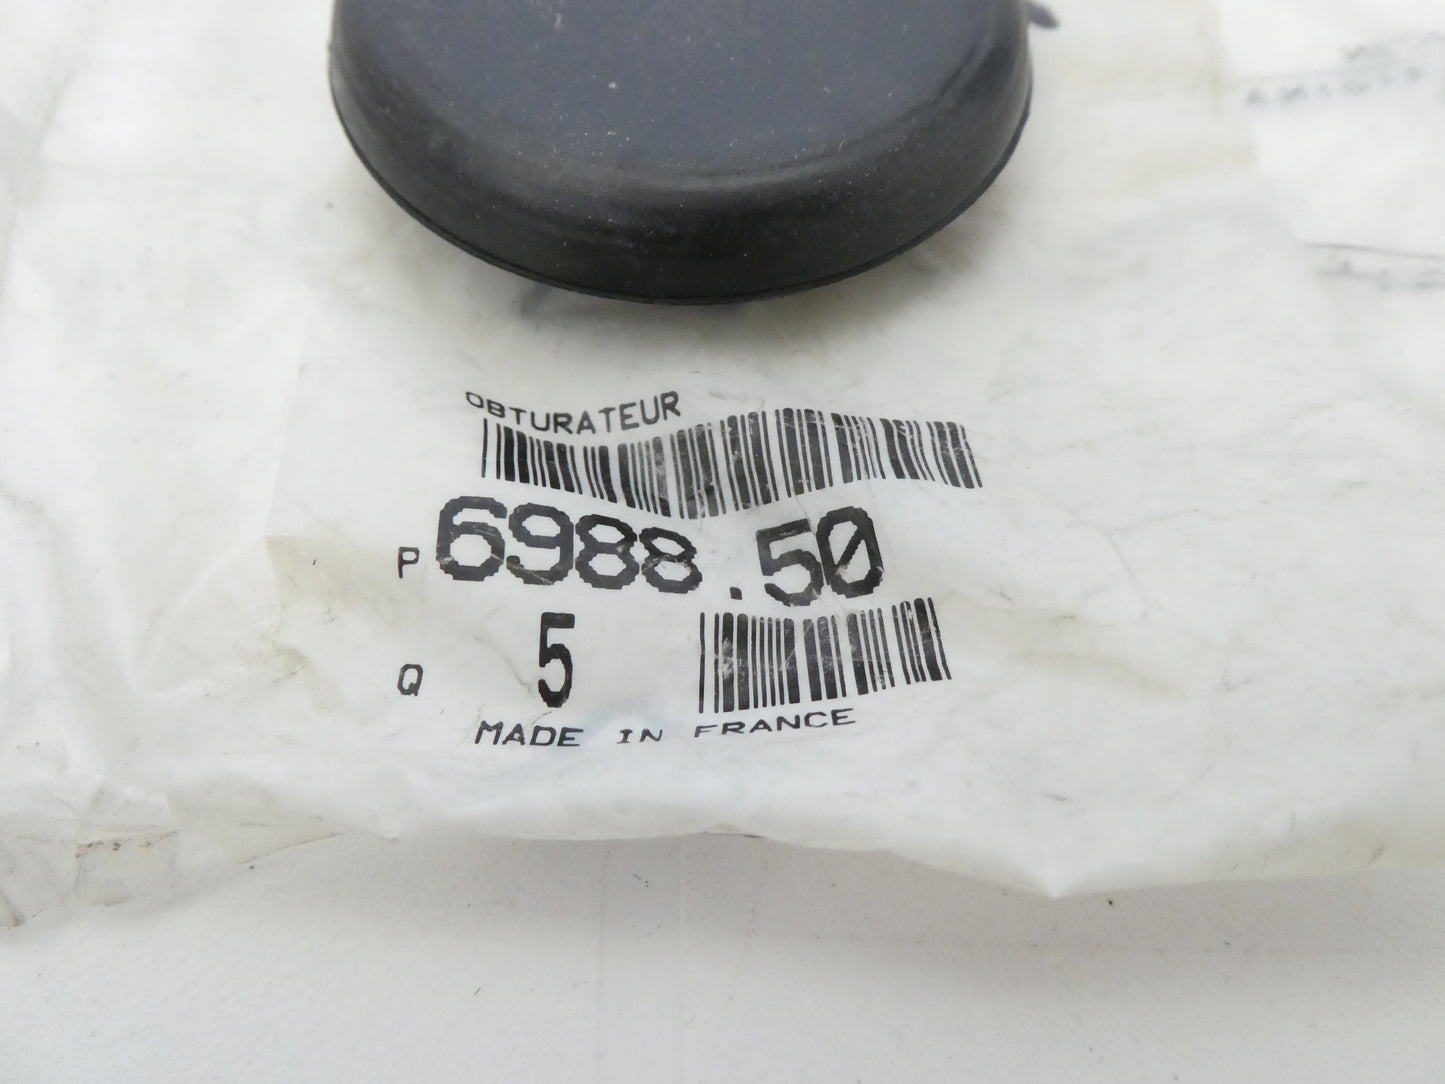 OBTURATEUR
P 6988.50
Q 5
MADE IN FRANCE